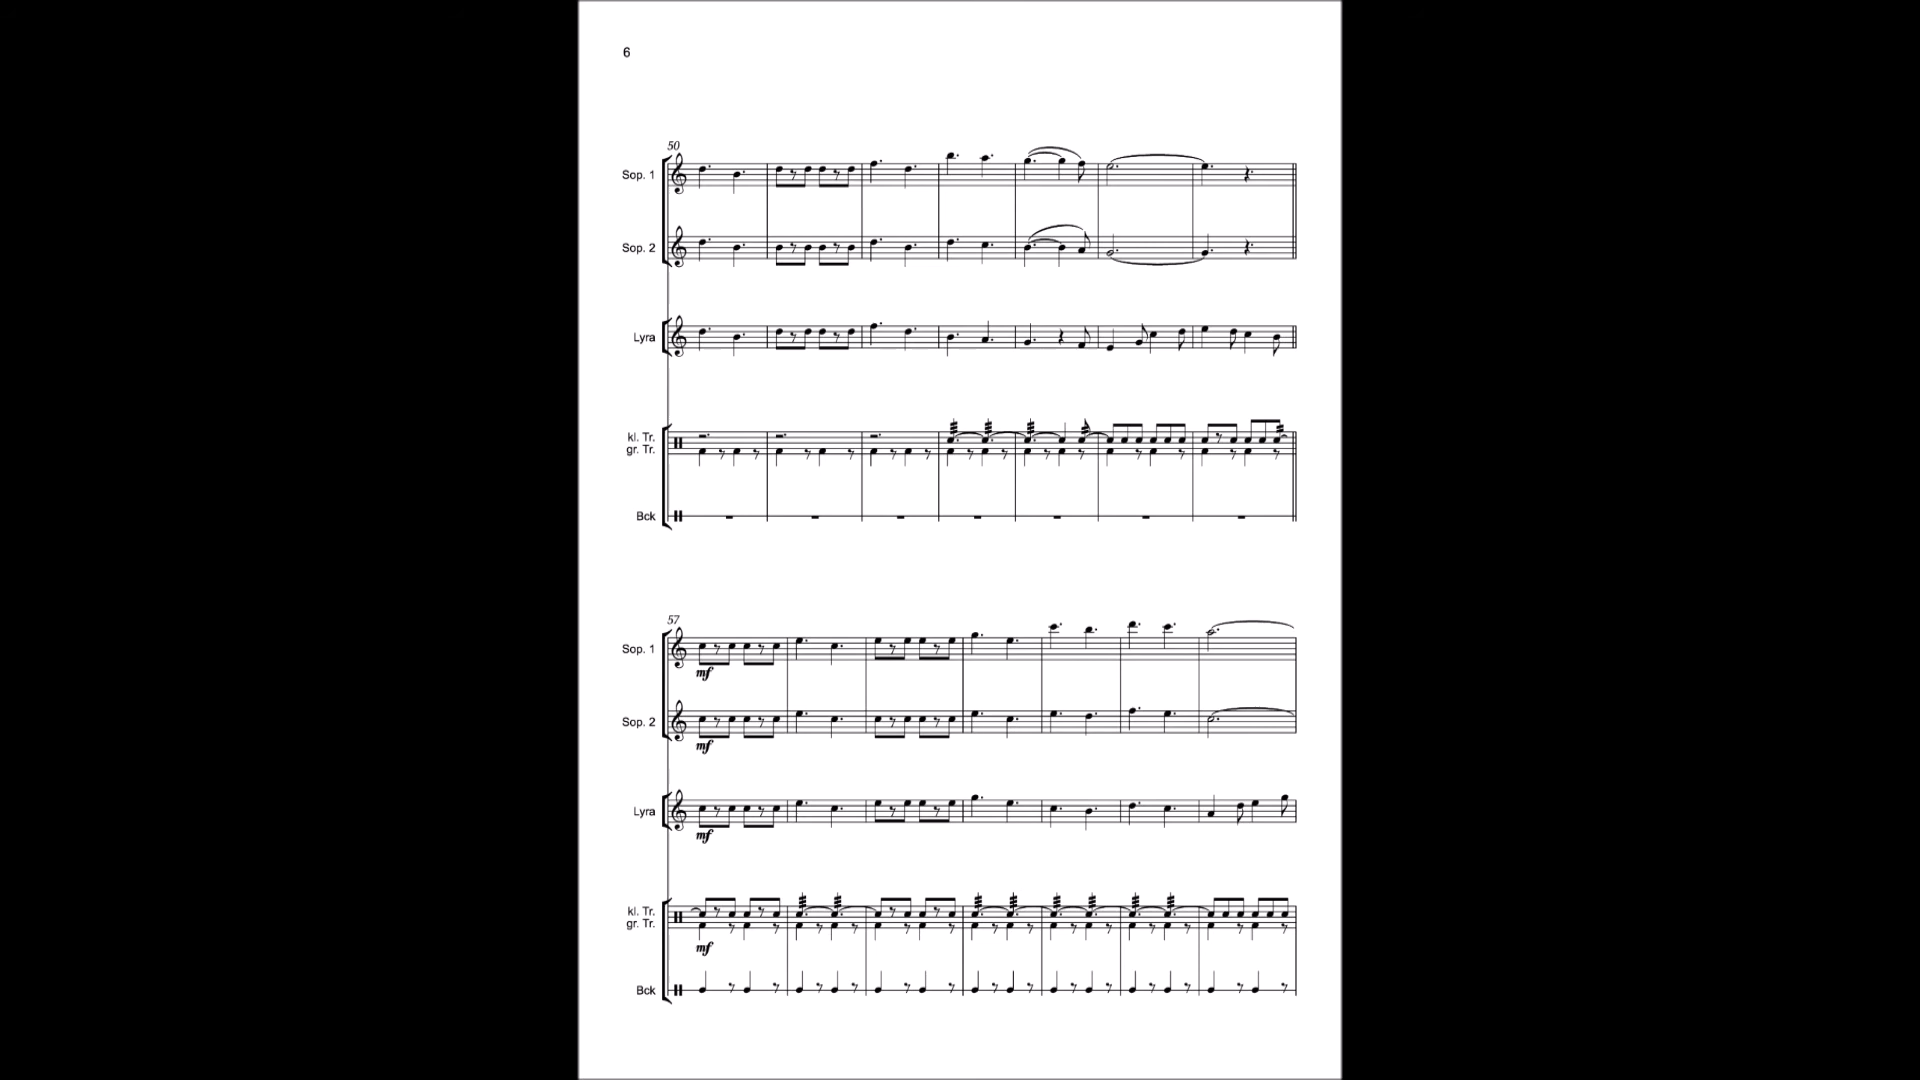 6
50
Sop. 1
Sop. 2
Lyra
kl. Tr.
gr. Tr.
Bck
57
Sop. 1
mf
Sop. 2
mf
Lyra
mf
kl. Tr.
gr. Tr.
mf
Bck